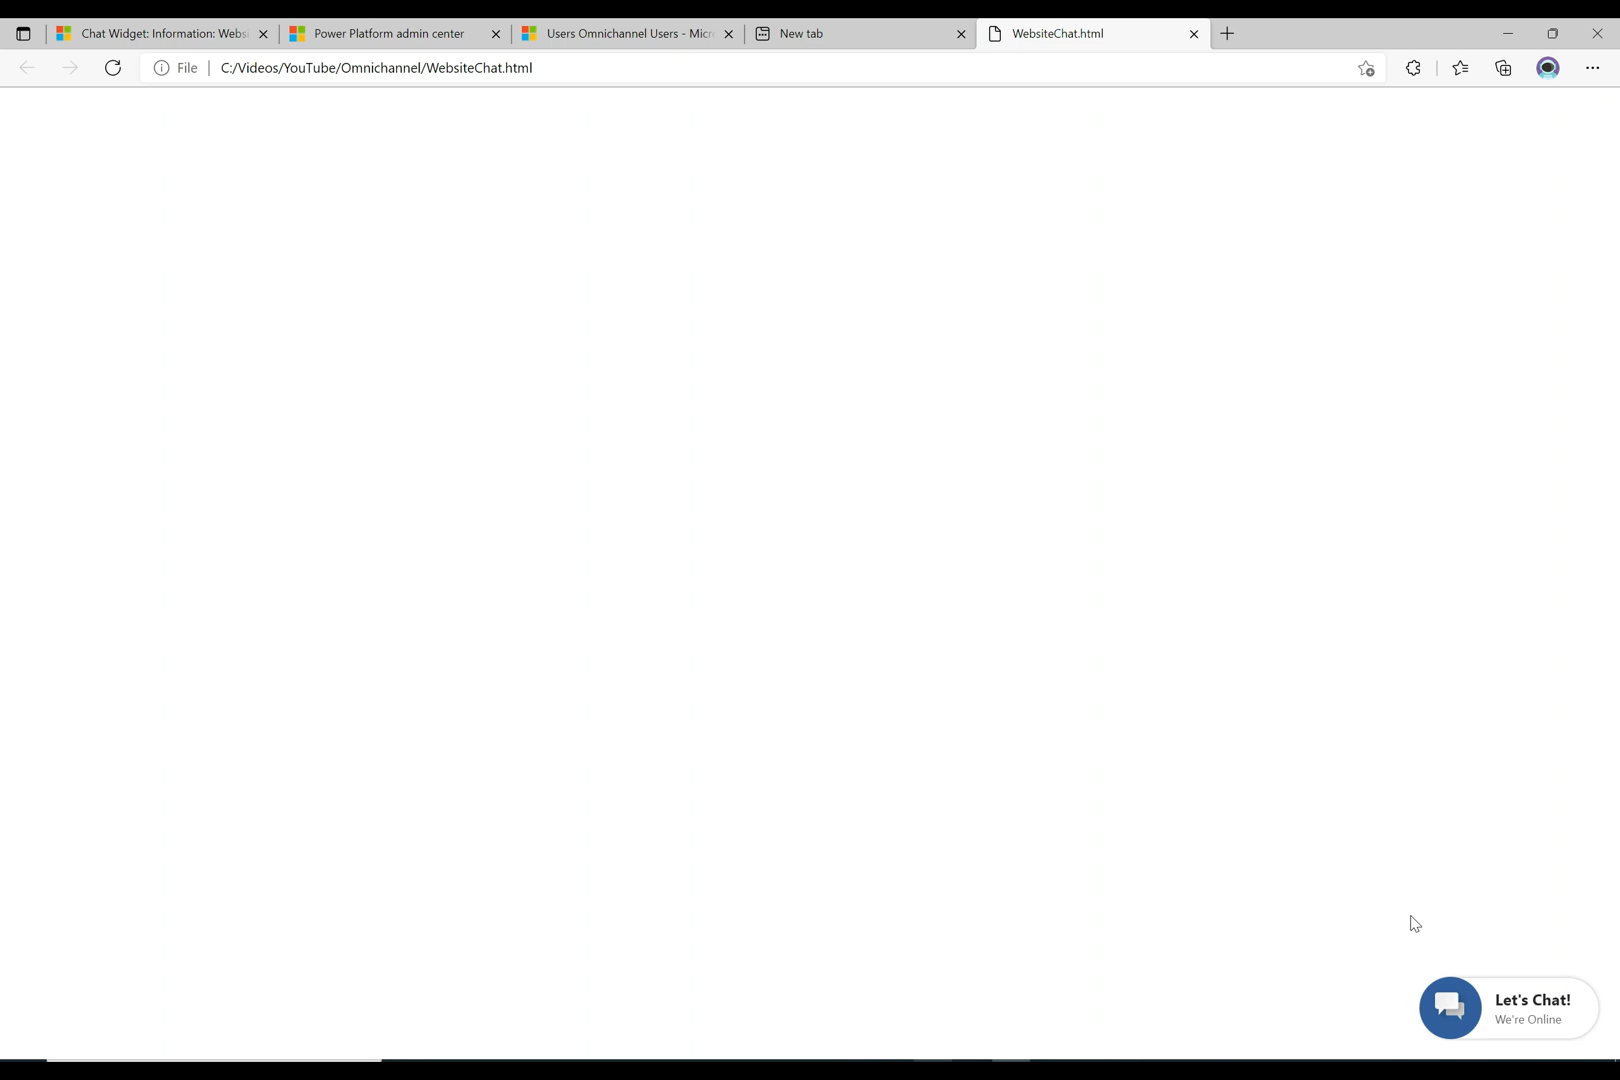 Chat Widget: Information: Websi
Power Platform admin center
Users Omnichannel Users - Micr
New tab
WebsiteChat.html
File
C:/Videos/YouTube/Omnichannel/WebsiteChat.html
Let's Chat!
We're Online